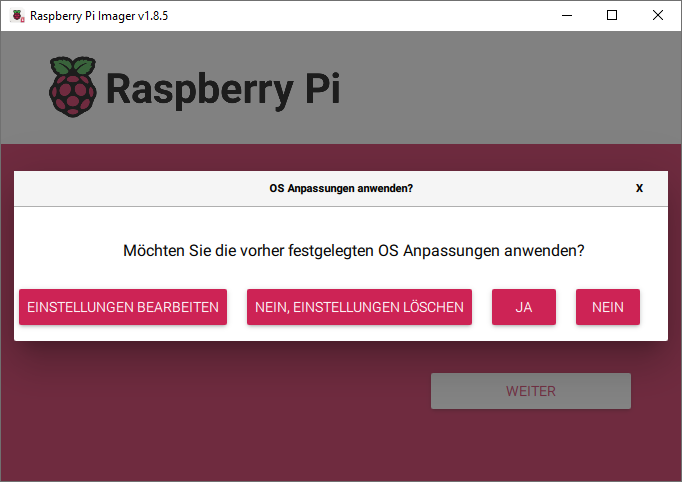 Raspberry Pi Imager v1.8.5
Raspberry Pi
OS Anpassungen anwenden?
X
Möchten Sie die vorher festgelegten OS Anpassungen anwenden?
EINSTELLUNGEN BEARBEITEN
NEIN, EINSTELLUNGEN LÖSCHEN
JA
NEIN
WEITER